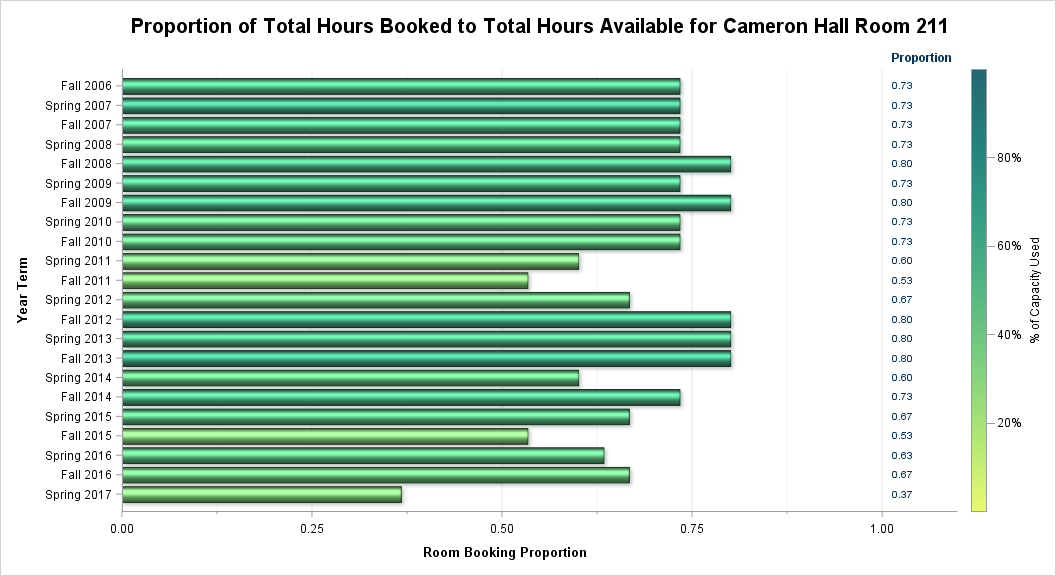 Proportion of Total Hours Booked to Total Hours Available for Cameron Hall Room 211
Proportion
Fall 2006 0.73
Spring 2007 0.73
Fall 2007 0.73
Spring 2008 0.73
Fall 2008 0.80
Spring 2009 0.73
Fall 2009 0.80
Spring 2010 0.73
Fall 2010 0.73
Spring 2011 0.60
Fall 2011 0.53
Spring 2012 0.67
Fall 2012 0.80
Spring 2013 0.80
Fall 2013 0.80
Spring 2014 0.60
Fall 2014 0.73
Spring 2015 0.67
Fall 2015 0.53
Spring 2016 0.63
Fall 2016 0.67
Spring 2017 0.37
Year Term
0.00 0.25 0.50 0.75 1.00
Room Booking Proportion
80%
60%
40%
20%
% of Capacity Used